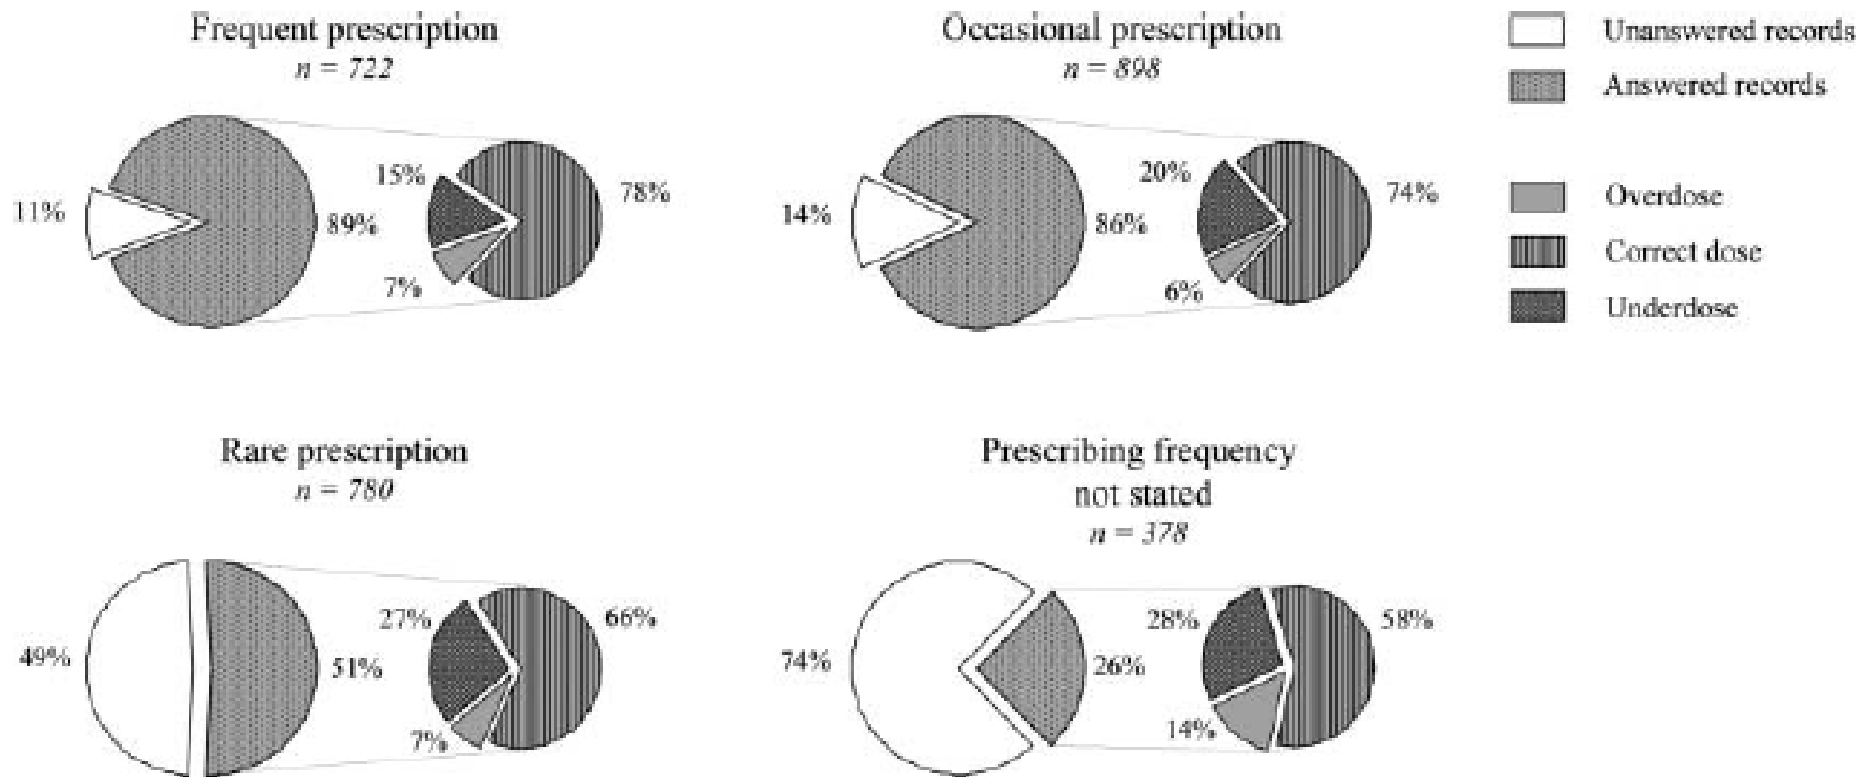 Frequent prescription
n = 722
11%
89%
15%
78%
7%
Occasional prescription
n = 898
14%
86%
20%
74%
6%
Unanswered records
Answered records
Overdose
Correct dose
Underdose
Rare prescription
n = 780
49%
51%
27%
66%
7%
Prescribing frequency
not stated
n = 378
74%
26%
28%
58%
14%